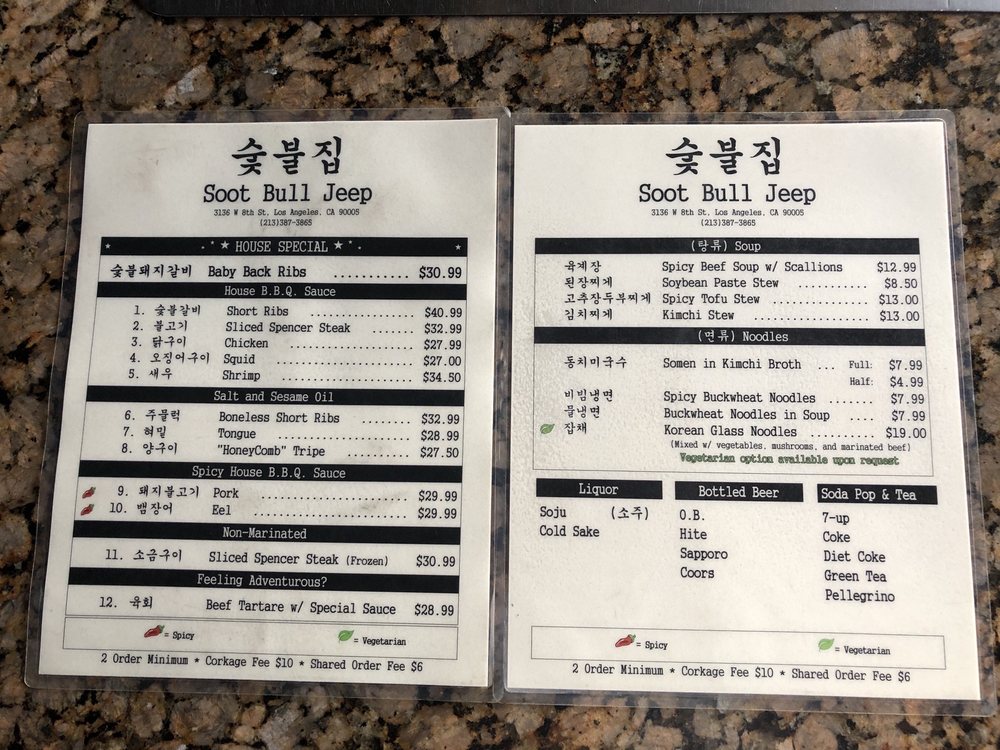 숯불집
Soot Bull Jeep
3136 W 8th St. Los Angeles. CA 90005
(213)387-3865
HOUSE SPECIAL
숯불돼지갈비 Baby Back Ribs ........... $30.99
House B.B.Q. Sauce
1. 숯불갈비 Short Ribs ............... $40.99
2. 불고기 Sliced Spencer Steak ...... $32.99
3. 닭구이 Chicken .................. $27.99
4. 오징어구이 Squid .................... $27.00
5. 새우 Shrimp ................... $34.50
Salt and Sesame Oil
6. 주물럭 Boneless Short Ribs ........... $32.99
7. 혀밑 Tongue .................... $28.99
8. 양구이 "HoneyComb" Tripe ............ $27.50
Spicy House B.B.Q. Sauce
9. 돼지불고기 Pork ...................... $29.99
10. 뱀장어 Eel ....................... $29.99
Non-Marinated
11. 소금구이 Sliced Spencer Steak (Frozen) $30.99
Feeling Adventurous?
12. 육회 Beef Tartare w/ Special Sauce $28.99
= Spicy = Vegetarian
2 Order Minimum * Corkage Fee $10 * Shared Order Fee $6
숯불집
Soot Bull Jeep
3136 W 8th St. Los Angeles. CA 90005
(213)387-3865
(탕류) Soup
육계장 Spicy Beef Soup w/ Scallions $12.99
된장찌개 Soybean Paste Stew ............ $8.50
고추장두부찌개 Spicy Tofu Stew .............. $13.00
김치찌개 Kimchi Stew .................. $13.00
(면류) Noodles
동치미국수 Somen in Kimchi Broth ... Full: $7.99
Half: $4.99
비빔냉면 Spicy Buckwheat Noodles ....... $7.99
물냉면 Buckwheat Noodles in Soup .... $7.99
잡채 Korean Glass Noodles .......... $19.00
(Mixed w/ vegetables, mushrooms, and marinated beef)
Vegetarian option available upon request
Liquor
Soju (소주)
Cold Sake
Bottled Beer
O.B.
Hite
Sapporo
Coors
Soda Pop & Tea
7-up
Coke
Diet Coke
Green Tea
Pellegrino
= Spicy = Vegetarian
2 Order Minimum * Corkage Fee $10 * Shared Order Fee $6